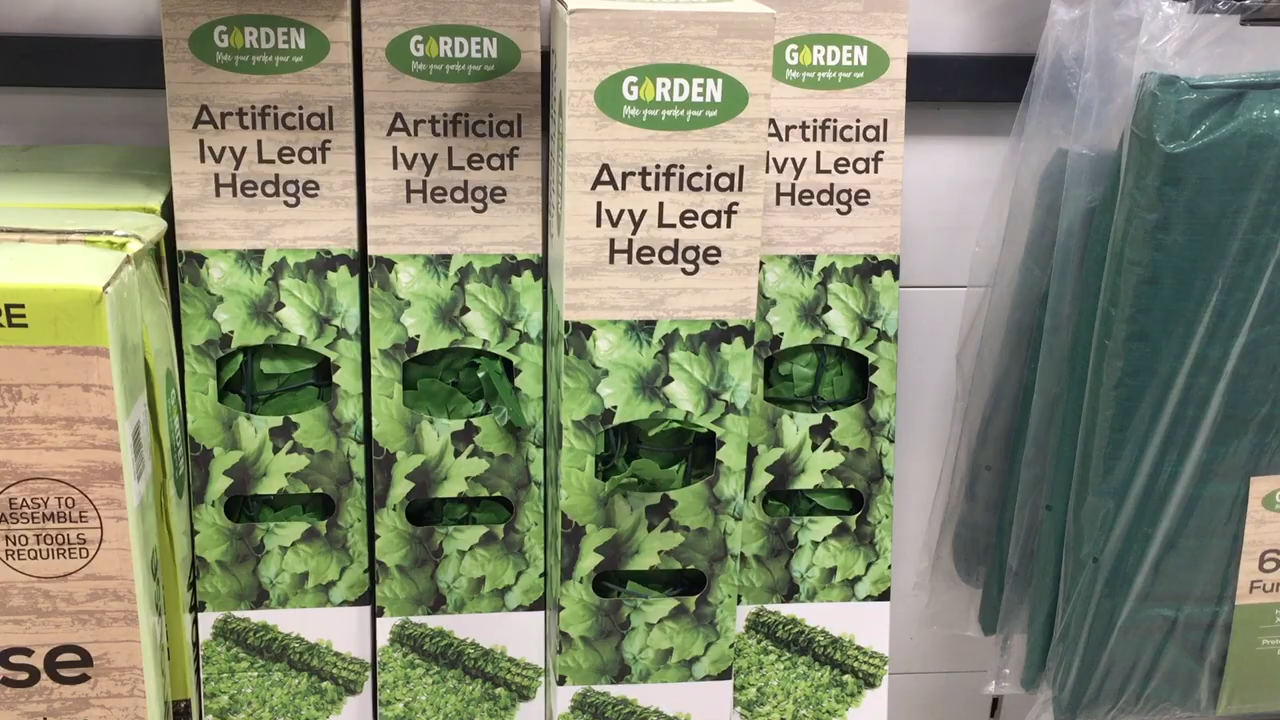 GARDEN
Make your garden your own
Artificial
Ivy Leaf
Hedge
GARDEN
Make your garden your own
Artificial
Ivy Leaf
Hedge
GARDEN
Make your garden your own
Artificial
Ivy Leaf
Hedge
GARDEN
Make your garden your own
Artificial
Ivy Leaf
Hedge
RE
EASY TO
ASSEMBLE
NO TOOLS
REQUIRED
se
GARDEN
6
Fur
Prote